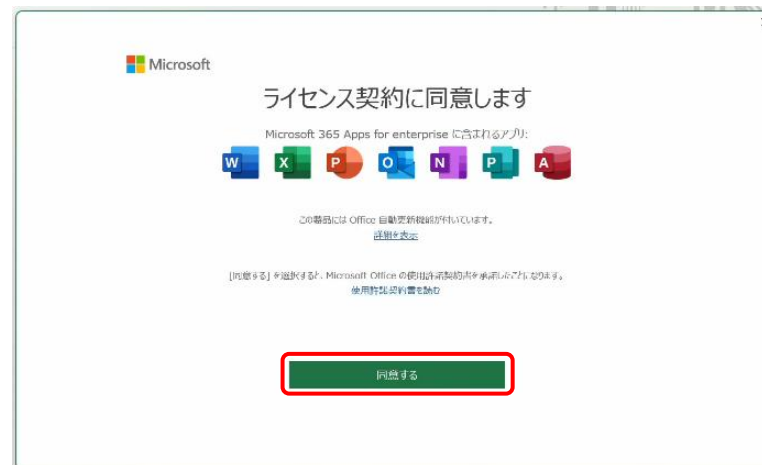 Microsoft
ライセンス契約に同意します
Microsoft 365 Apps for enterprise に含まれるアプリ:
W X P O N P A
この製品には Office 自動更新機能が付いています。
詳細を表示
[同意する] を選択すると、Microsoft Office の使用許諾契約書を承諾したことになります。
使用許諾契約書を読む
同意する